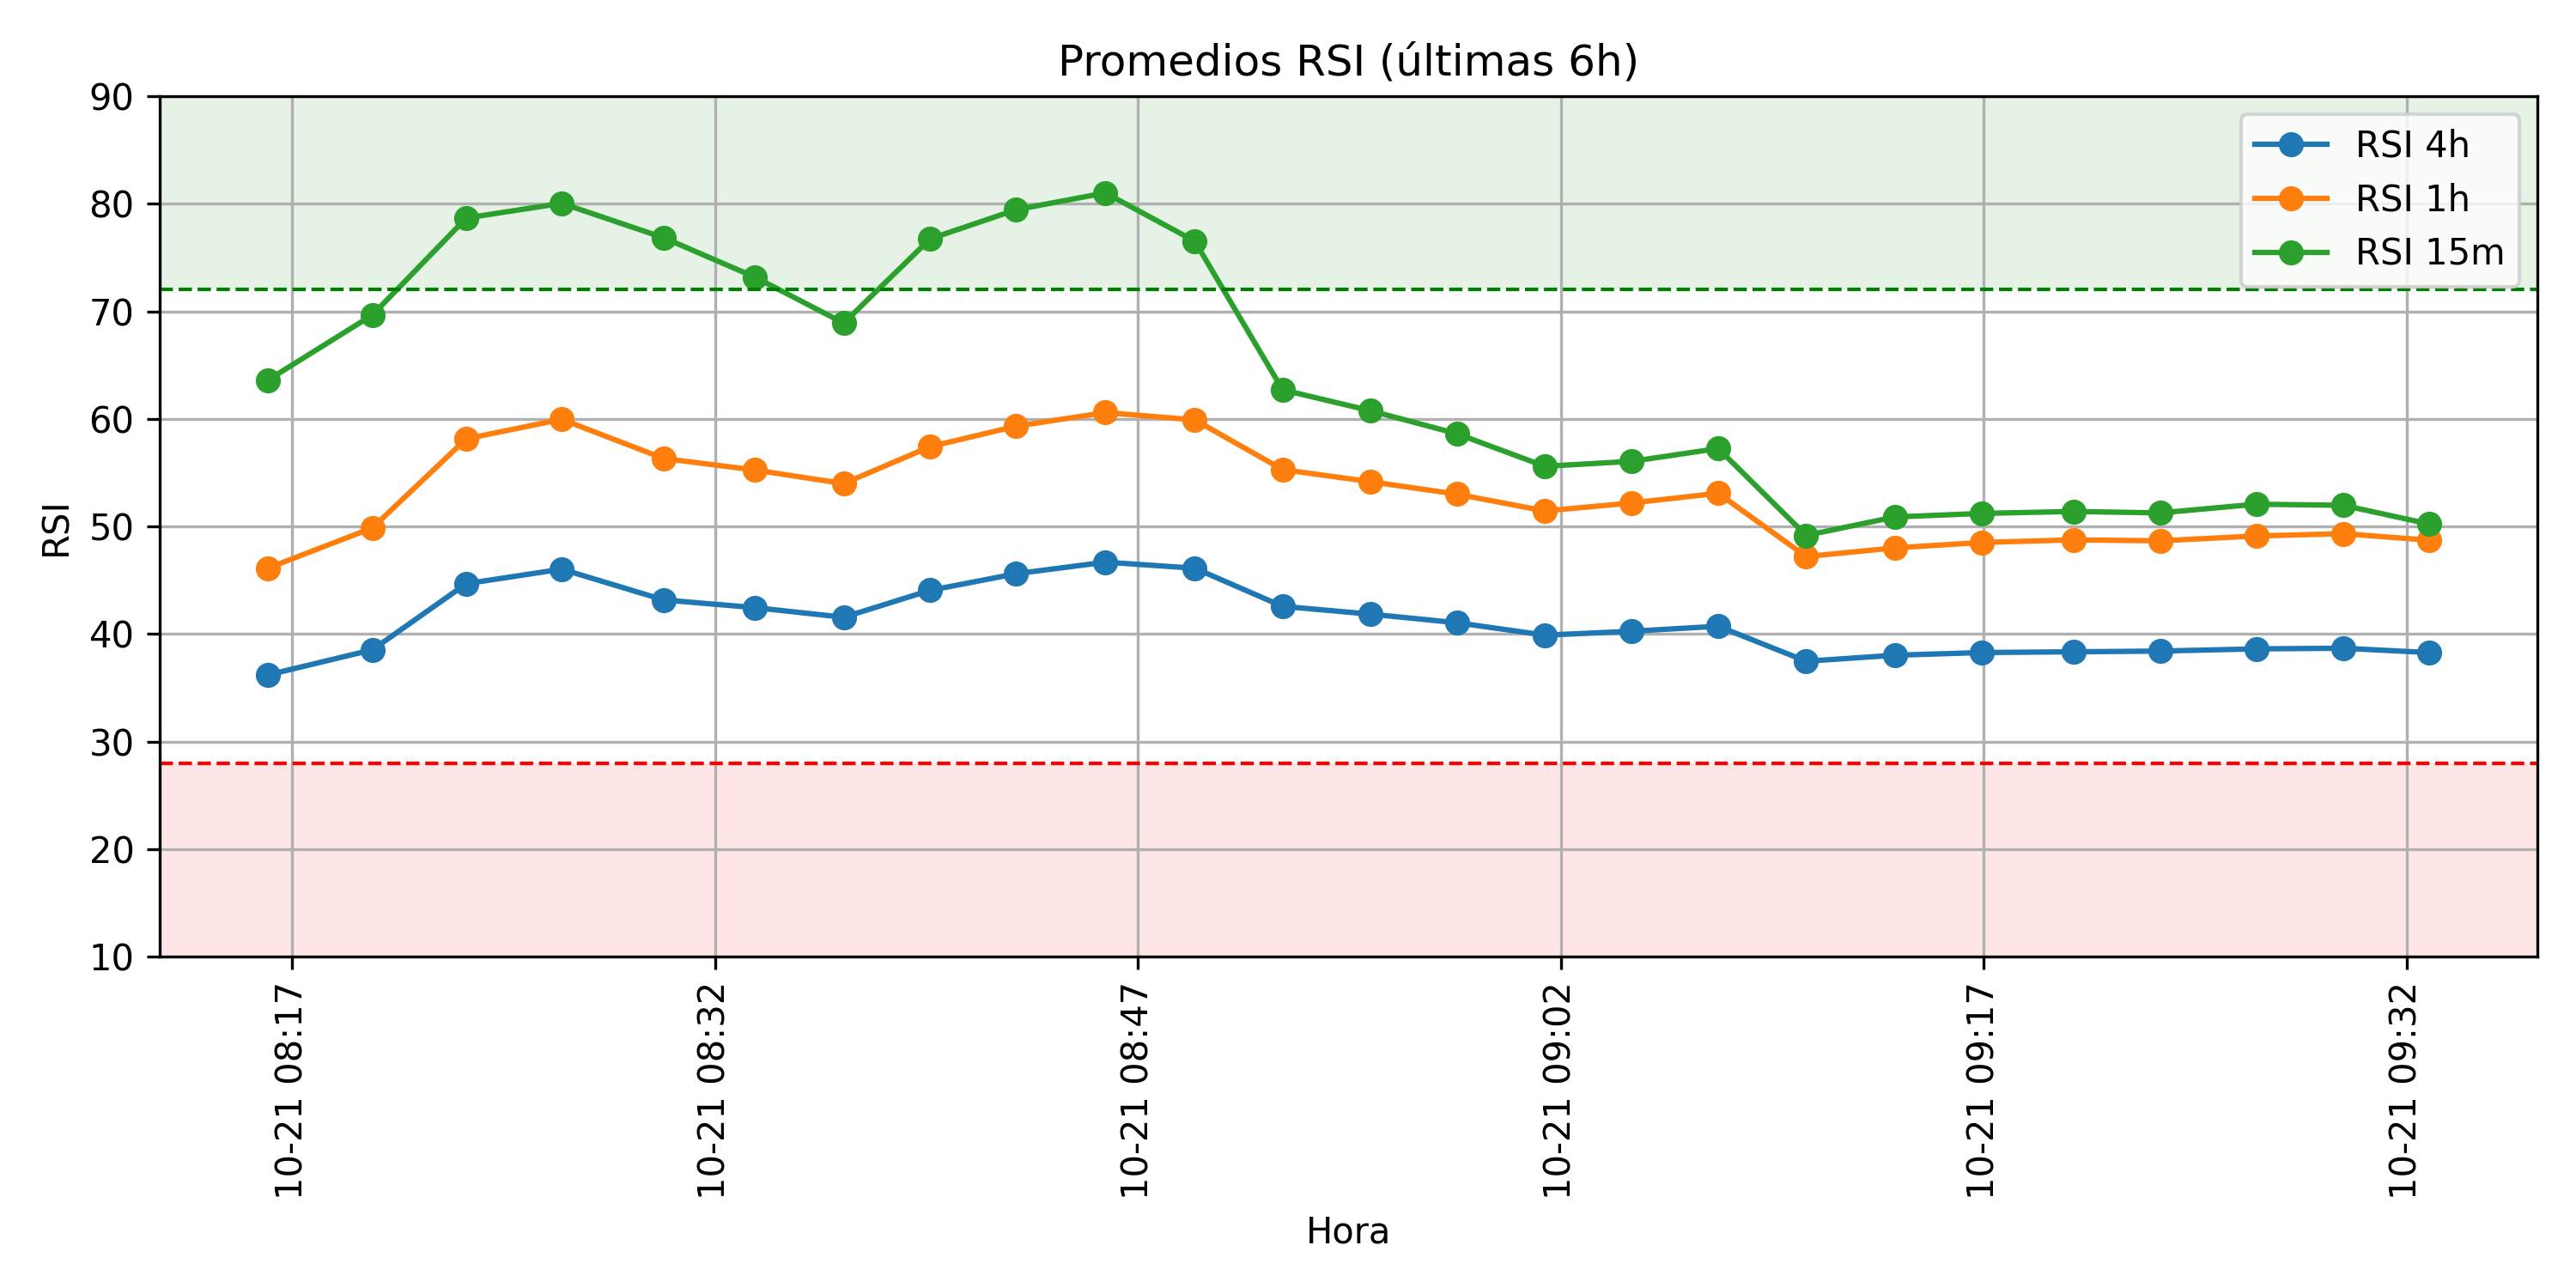 Promedios RSI (últimas 6h)
RSI 4h
RSI 1h
RSI 15m
RSI
90
80
70
60
50
40
30
20
10
10-21 08:17
10-21 08:32
10-21 08:47
10-21 09:02
10-21 09:17
10-21 09:32
Hora